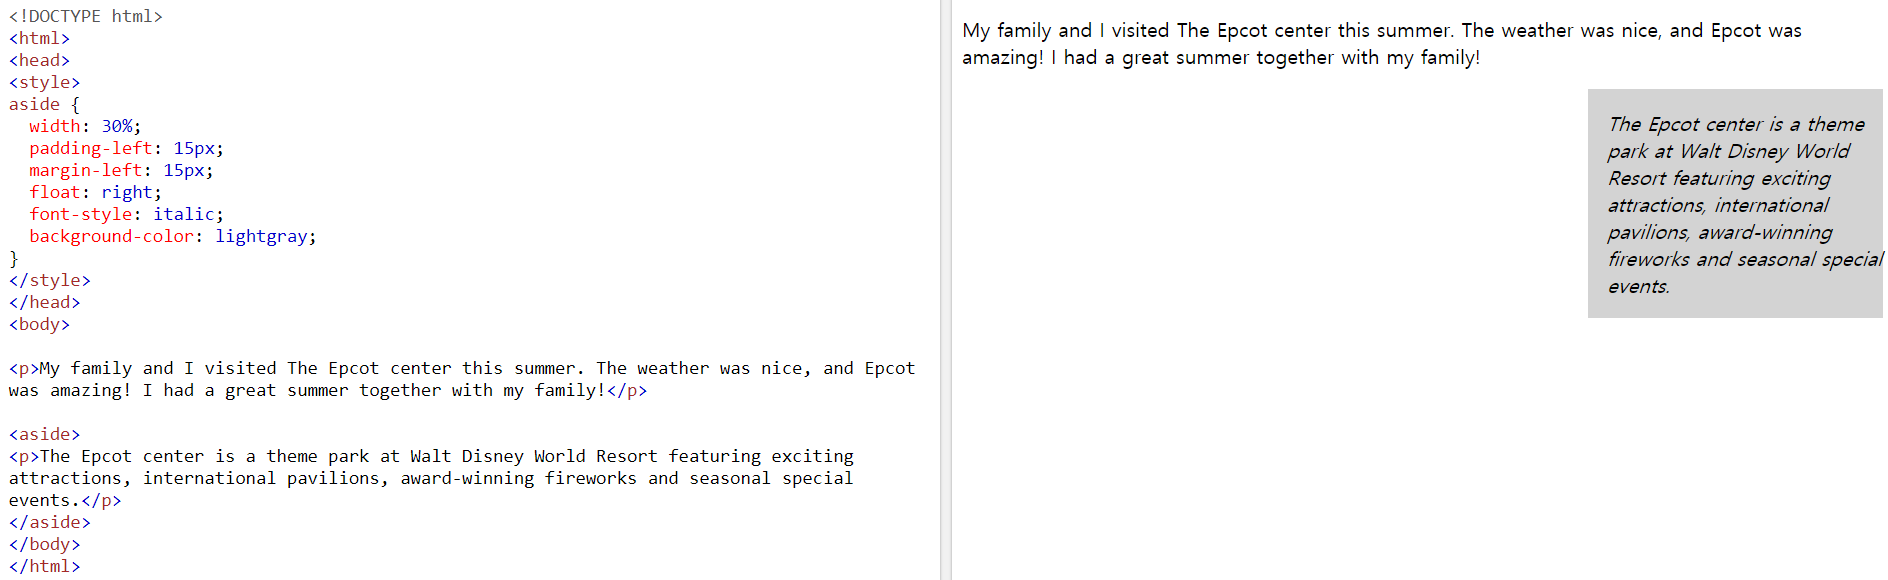 <!DOCTYPE html>
<html>
<head>
<style>
aside {
  width: 30%;
  padding-left: 15px;
  margin-left: 15px;
  float: right;
  font-style: italic;
  background-color: lightgray;
}
</style>
</head>
<body>

<p>My family and I visited The Epcot center this summer. The weather was nice, and Epcot
was amazing! I had a great summer together with my family!</p>

<aside>
<p>The Epcot center is a theme park at Walt Disney World Resort featuring exciting
attractions, international pavilions, award-winning fireworks and seasonal special
events.</p>
</aside>
</body>
</html>
My family and I visited The Epcot center this summer. The weather was nice, and Epcot was
amazing! I had a great summer together with my family!
The Epcot center is a theme
park at Walt Disney World
Resort featuring exciting
attractions, international
pavilions, award-winning
fireworks and seasonal special
events.